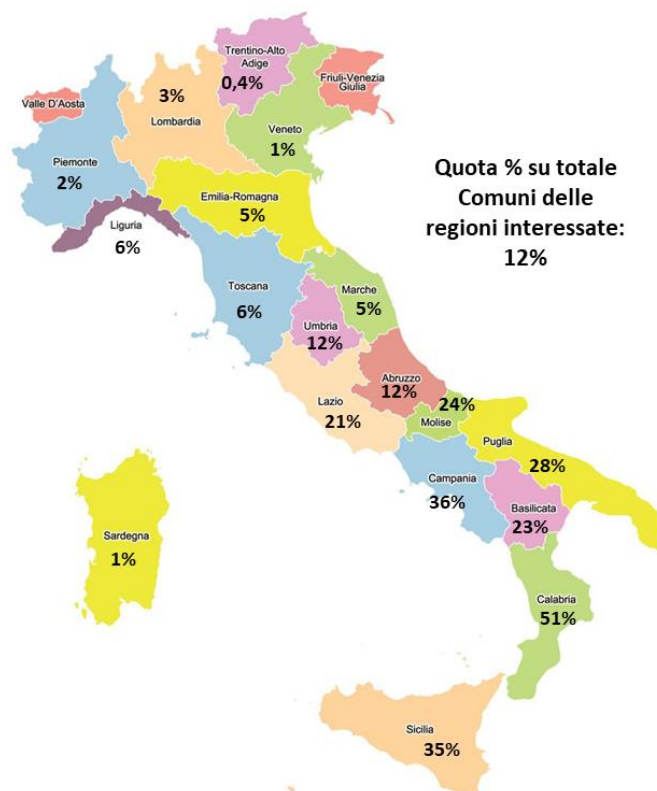 Trentino-Alto
Adige
0,4%
Friuli-Venezia
Giulia
Valle D'Aosta
3%
Lombardia
Veneto
1%
Piemonte
2%
Quota % su totale
Comuni delle
regioni interessate:
12%
Emilia-Romagna
5%
Liguria
6%
Toscana
6%
Marche
5%
Umbria
12%
Abruzzo
12%
Lazio
21%
24%
Molise
Puglia
28%
Campania
36%
Basilicata
23%
Sardegna
1%
Calabria
51%
Sicilia
35%